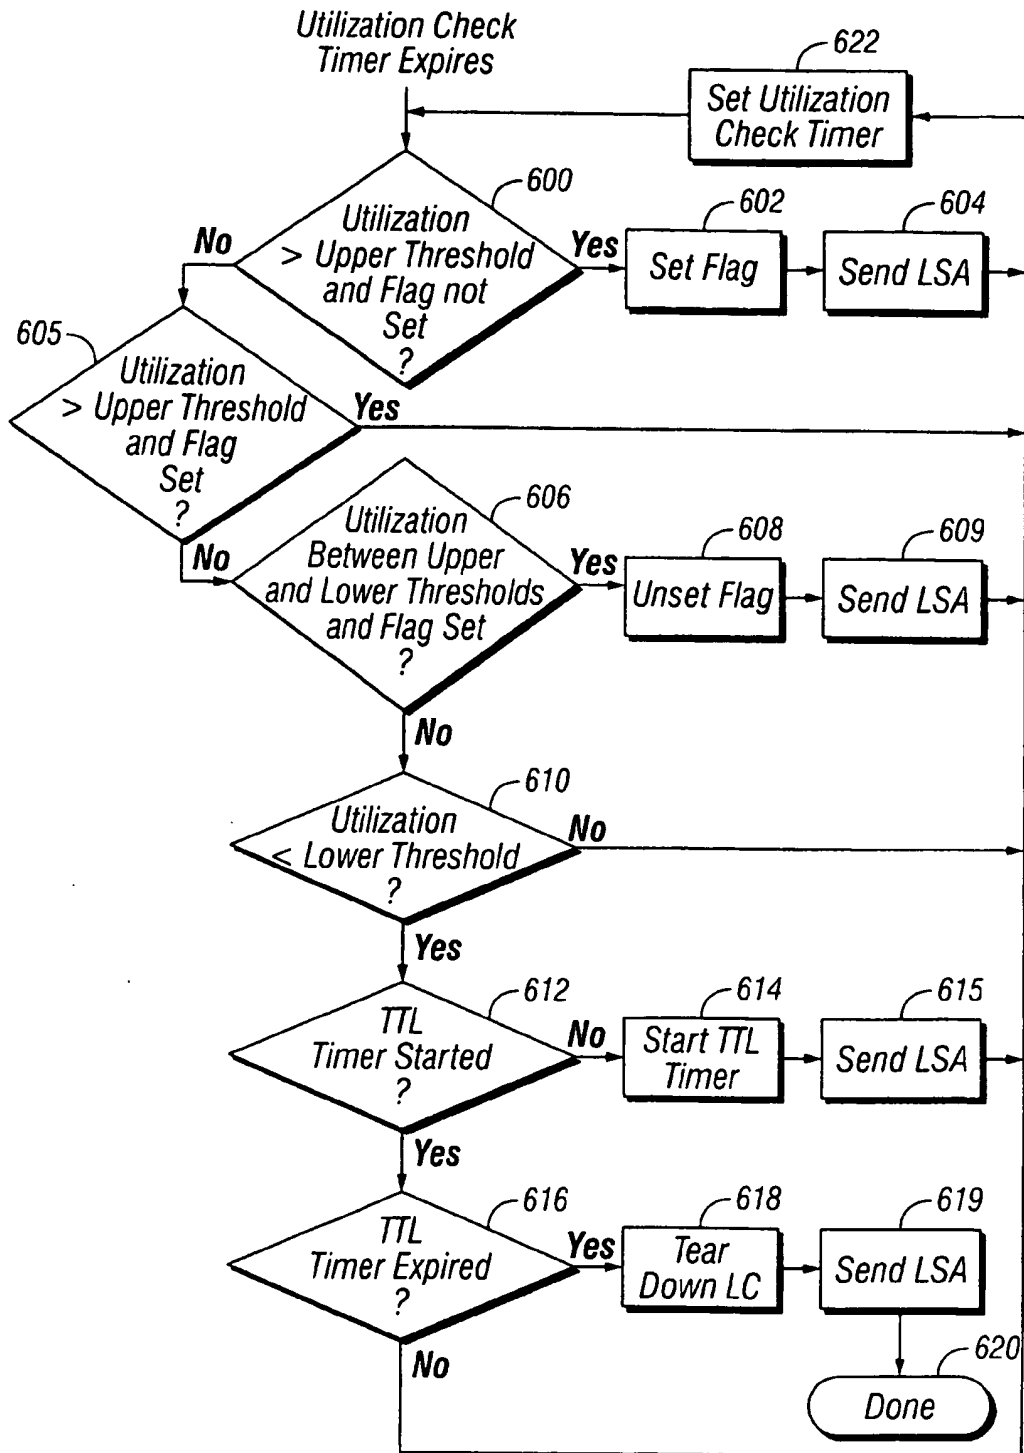 Utilization Check
Timer Expires
622
Set Utilization
Check Timer
600
Utilization
> Upper Threshold
and Flag not
Set
?
No
Yes
602
Set Flag
604
Send LSA
605
Utilization
> Upper Threshold
and Flag
Set
?
Yes
No
606
Utilization
Between Upper
and Lower Thresholds
and Flag Set
?
Yes
608
Unset Flag
609
Send LSA
No
610
Utilization
< Lower Threshold
?
No
Yes
612
TTL
Timer Started
?
No
614
Start TTL
Timer
615
Send LSA
Yes
616
TTL
Timer Expired
?
Yes
618
Tear
Down LC
619
Send LSA
No
620
Done